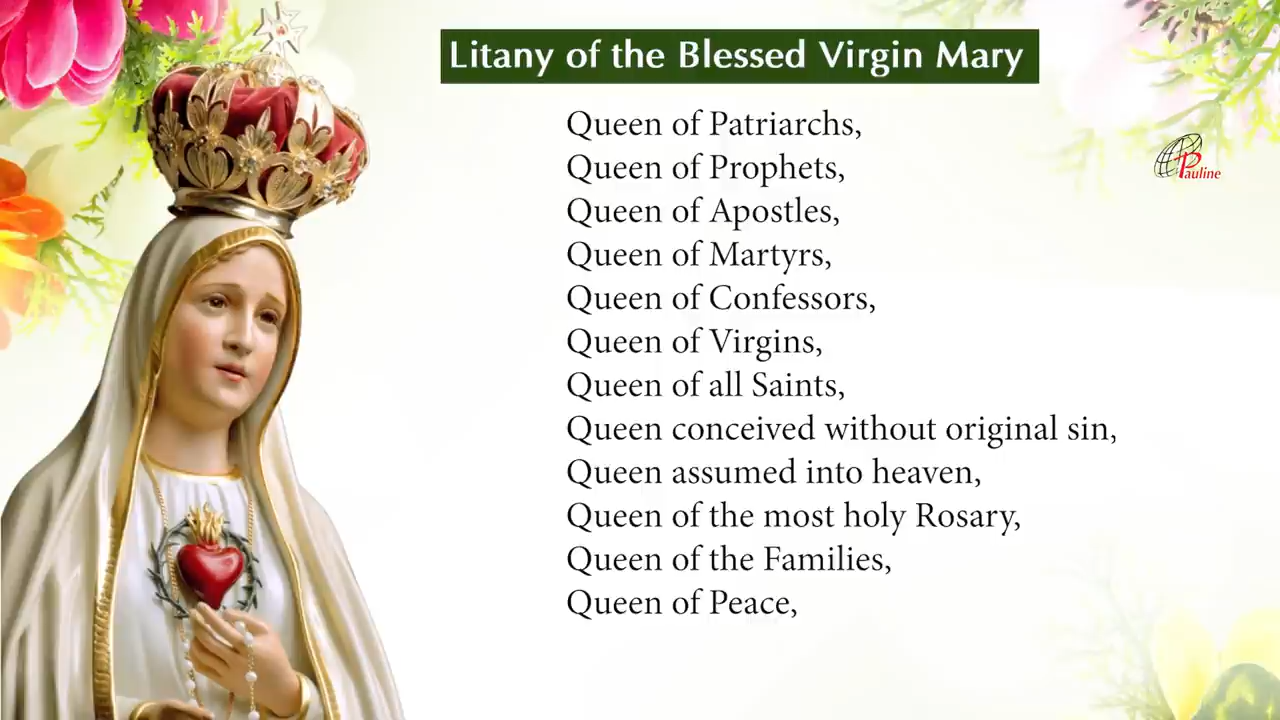 Litany of the Blessed Virgin Mary
Queen of Patriarchs,
Queen of Prophets,
Queen of Apostles,
Queen of Martyrs,
Queen of Confessors,
Queen of Virgins,
Queen of all Saints,
Queen conceived without original sin,
Queen assumed into heaven,
Queen of the most holy Rosary,
Queen of the Families,
Queen of Peace,
Pauline